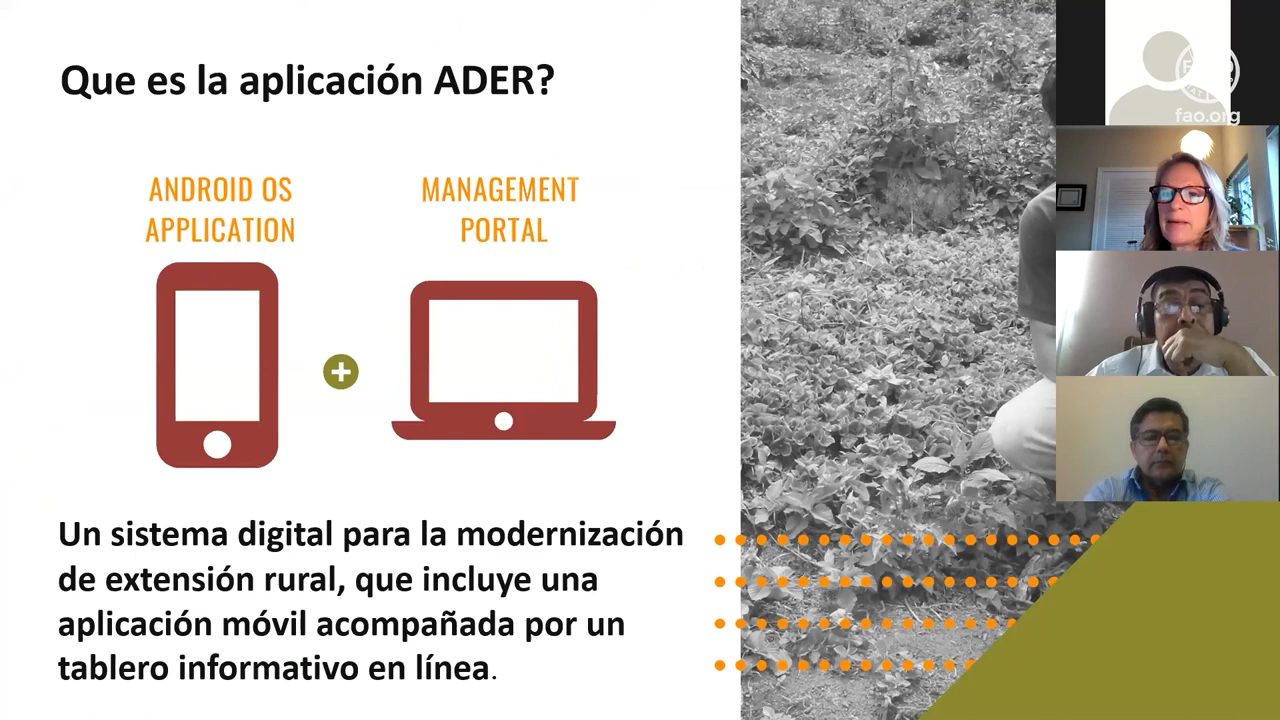 Que es la aplicación ADER?
ANDROID OS
APPLICATION
MANAGEMENT
PORTAL
Un sistema digital para la modernización
de extensión rural, que incluye una
aplicación móvil acompañada por un
tablero informativo en línea.
fao.org